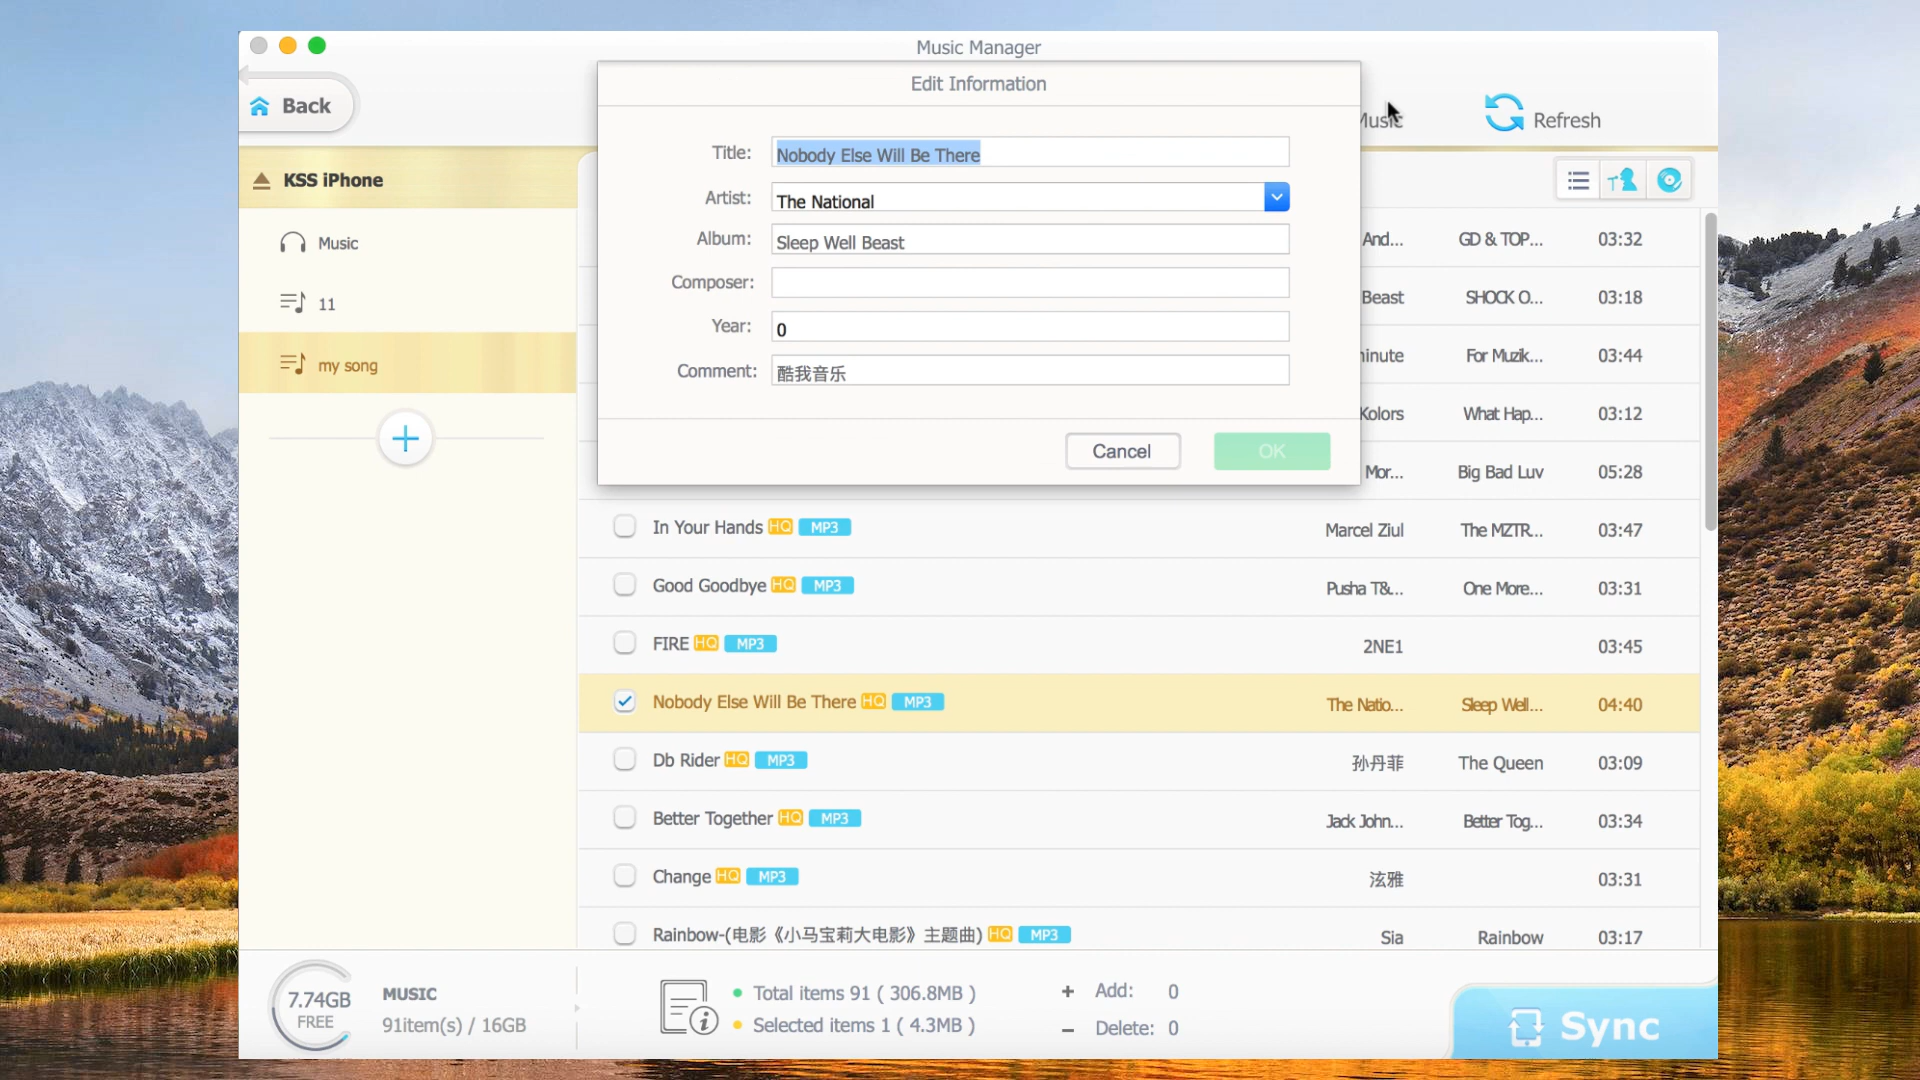 Music Manager
Back
Edit Information
Music
Refresh
Title: Nobody Else Will Be There
Artist: The National
Album: Sleep Well Beast
Composer:
Year: 0
Comment: 酷我音乐
Cancel
OK
KSS iPhone
Music
11
my song
And... GD & TOP... 03:32
Beast SHOCK O... 03:18
minute For Muzik... 03:44
Kolors What Hap... 03:12
Mor... Big Bad Luv 05:28
In Your Hands HQ MP3 Marcel Ziul The MZTR... 03:47
Good Goodbye HQ MP3 Pusha T&... One More... 03:31
FIRE HQ MP3 2NE1 03:45
Nobody Else Will Be There HQ MP3 The Natio... Sleep Well... 04:40
Db Rider HQ MP3 孙丹菲 The Queen 03:09
Better Together HQ MP3 Jack John... Better Tog... 03:34
Change HQ MP3 泫雅 03:31
Rainbow-(电影《小马宝莉大电影》主题曲) HQ MP3 Sia Rainbow 03:17
7.74GB
FREE
MUSIC
91item(s) / 16GB
Total items 91 ( 306.8MB )
Selected items 1 ( 4.3MB )
+ Add: 0
− Delete: 0
Sync